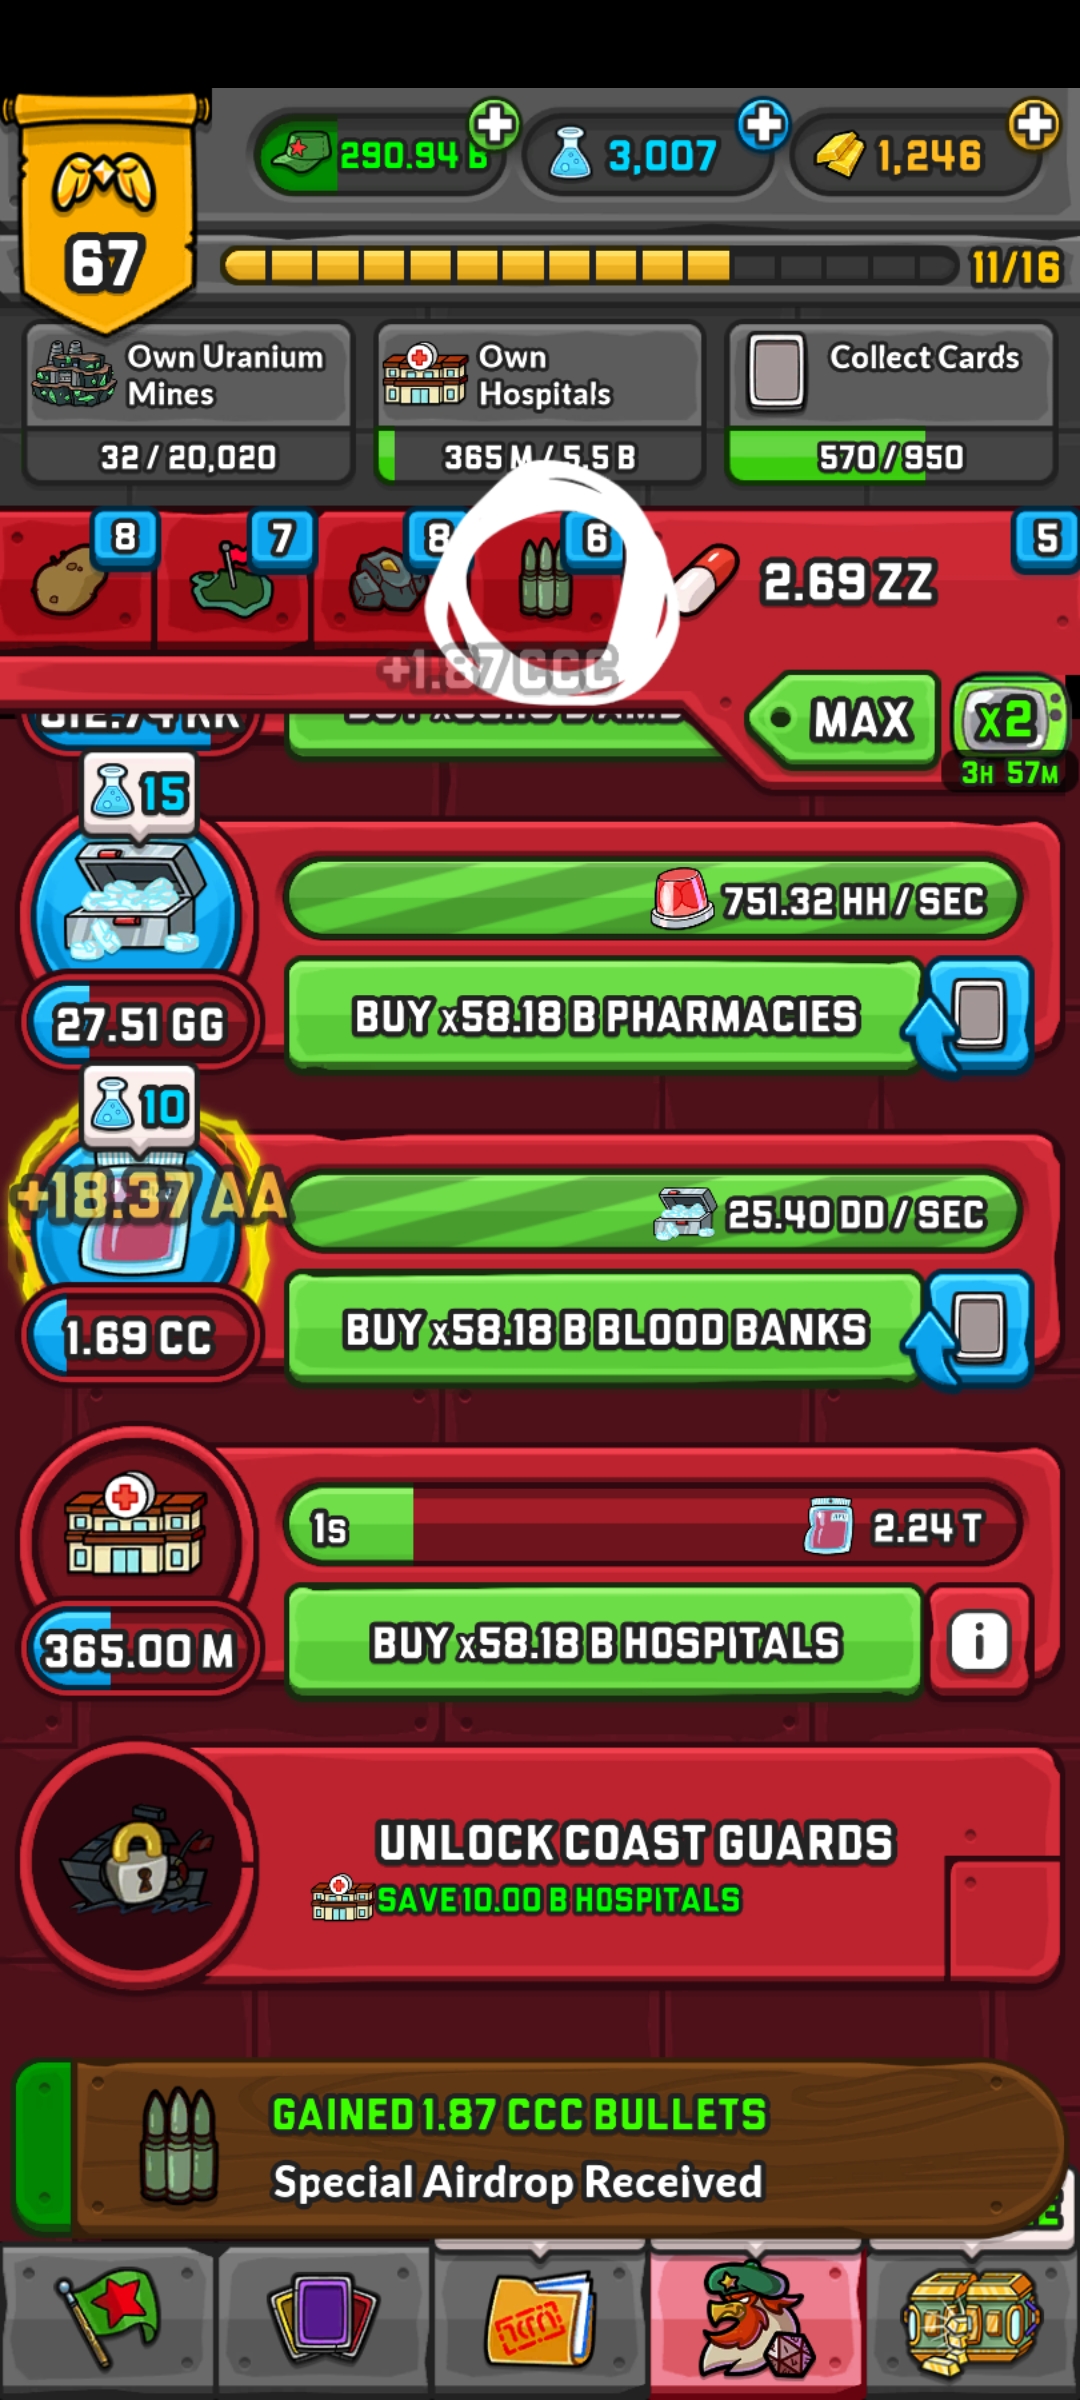 290.94 B
3,007
1,246
67
11/16
Own Uranium Mines
Own Hospitals
Collect Cards
32 / 20,020
365 M / 5.5 B
570 / 950
8
7
8
6
5
2.69 ZZ
+1.87 CCC
MAX
x2
3H 57M
15
751.32 HH / SEC
27.51 GG
BUY x58.18 B PHARMACIES
10
+18.37 AA
25.40 DD / SEC
1.69 CC
BUY x58.18 B BLOOD BANKS
1s
2.24 T
365.00 M
BUY x58.18 B HOSPITALS
i
UNLOCK COAST GUARDS
SAVE 10.00 B HOSPITALS
GAINED 1.87 CCC BULLETS
Special Airdrop Received